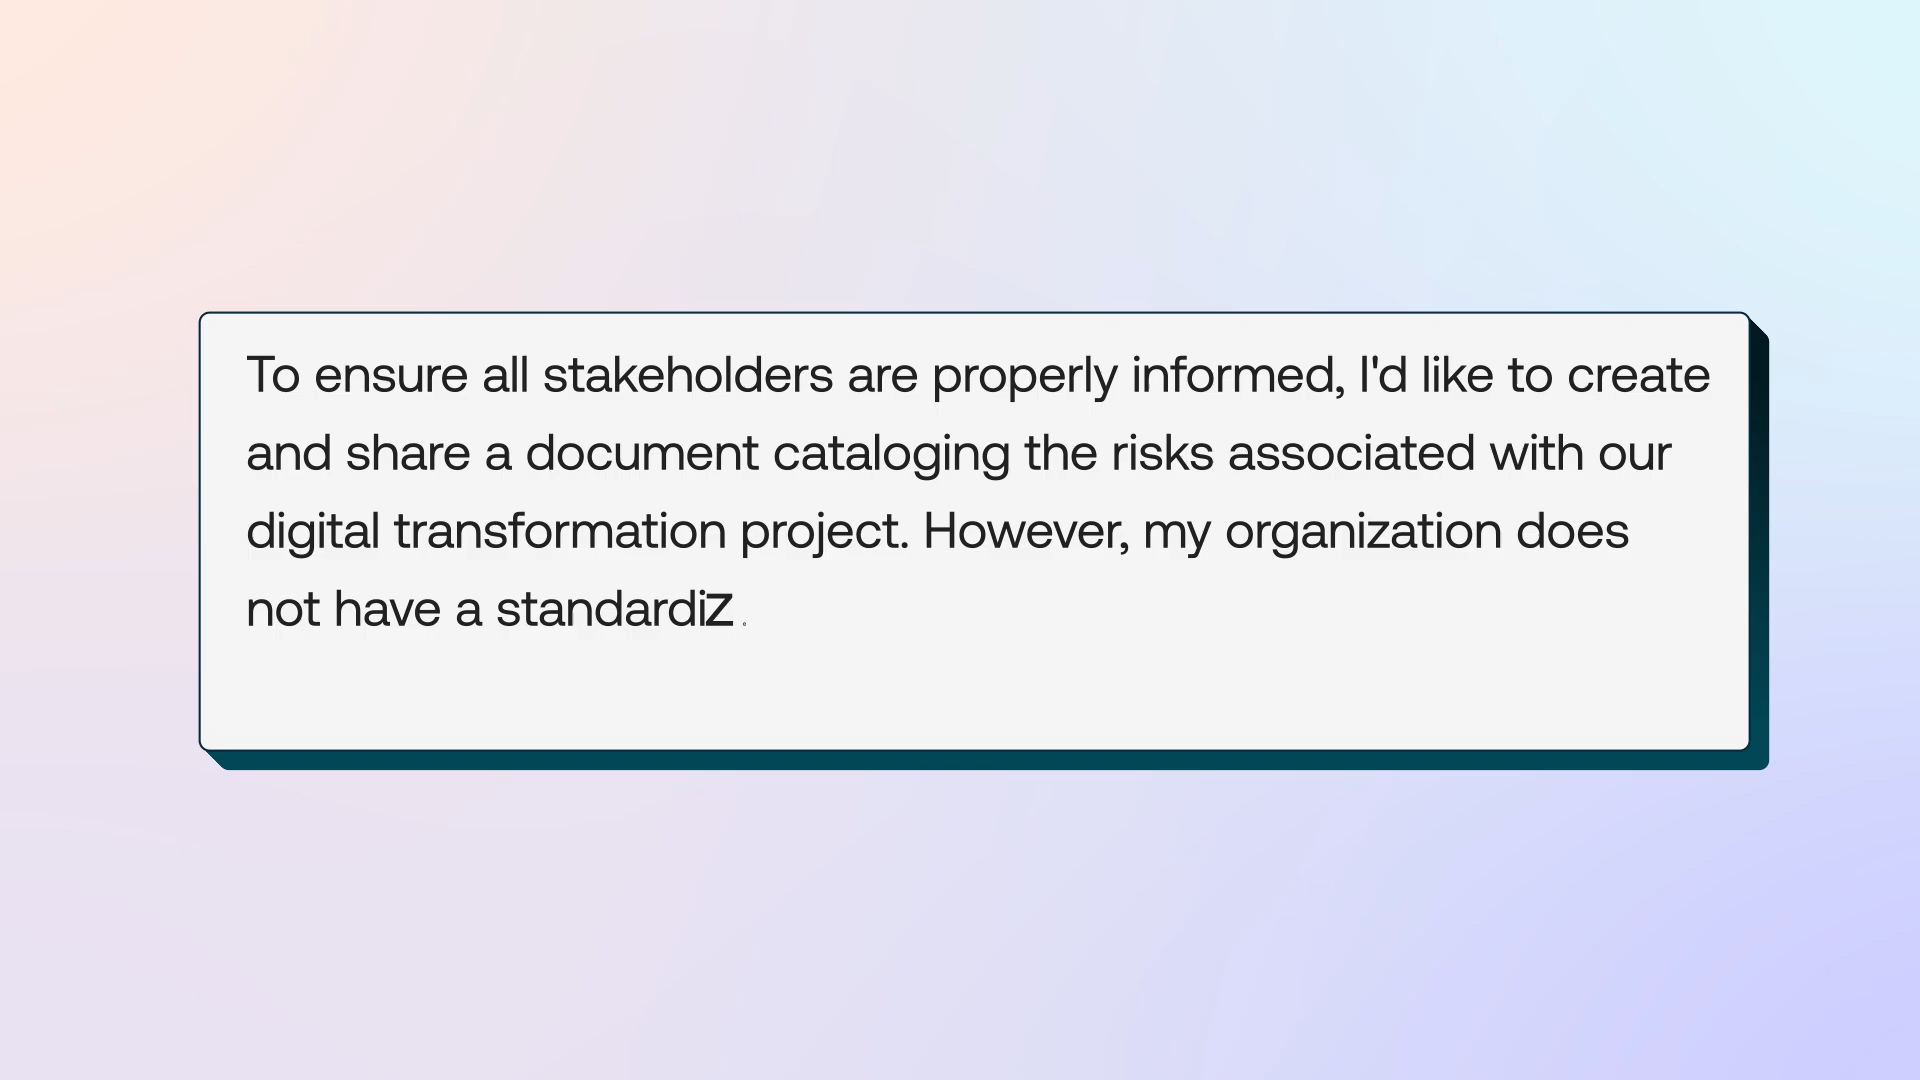 To ensure all stakeholders are properly informed, I'd like to create
and share a document cataloging the risks associated with our
digital transformation project. However, my organization does
not have a standardiz